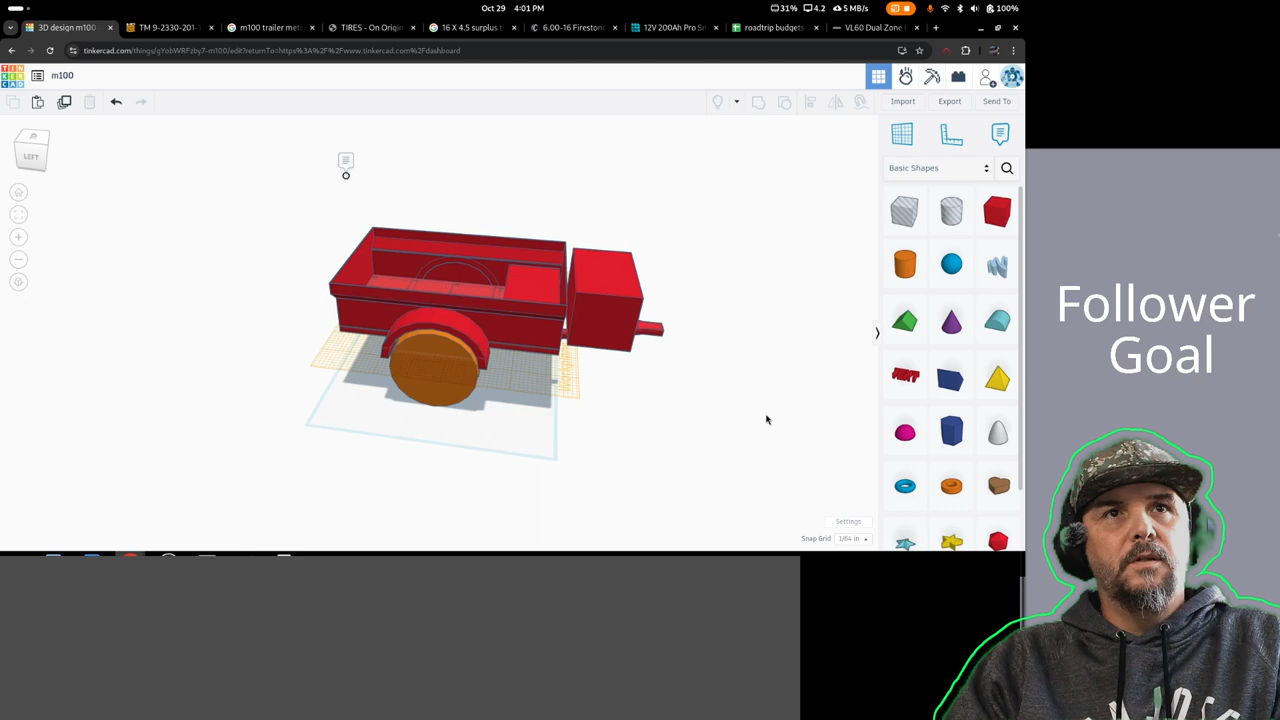 Oct 29 4:01 PM
31% 4.2 5 MB/s 100%
3D design m100
TM 9-2330-201-
m100 trailer met
TIRES - On Origin
16 X 4.5 surplus t
6.00-16 Fireston
12V 200Ah Pro Sm
roadtrip budgets
VL60 Dual Zone
tinkercad.com/things/gYobWRFzby7-m100/edit?returnTo=https%3A%2F%2Fwww.tinkercad.com%2Fdashboard
TIN
KER
CAD
m100
Import Export Send To
LEFT
Basic Shapes
Workplane
Settings
Snap Grid 1/64 in
Follower
Goal